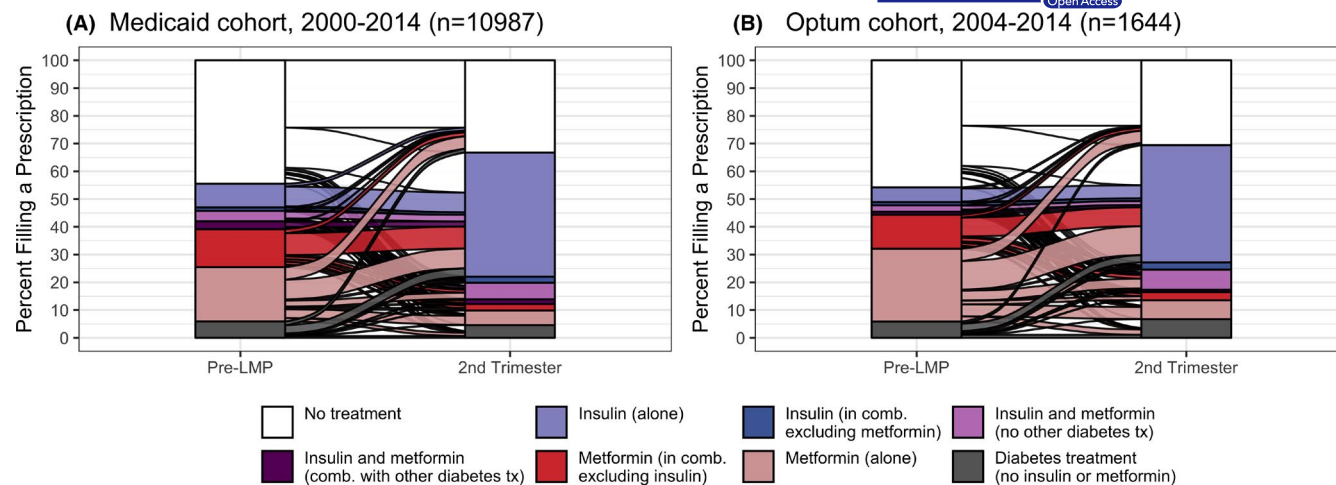 Open Access
(A) Medicaid cohort, 2000-2014 (n=10987)
(B) Optum cohort, 2004-2014 (n=1644)
Percent Filling a Prescription
100
90
80
70
60
50
40
30
20
10
0
Pre-LMP
2nd Trimester
Percent Filling a Prescription
100
90
80
70
60
50
40
30
20
10
0
Pre-LMP
2nd Trimester
No treatment
Insulin (alone)
Insulin (in comb.
excluding metformin)
Insulin and metformin
(no other diabetes tx)
Insulin and metformin
(comb. with other diabetes tx)
Metformin (in comb.
excluding insulin)
Metformin (alone)
Diabetes treatment
(no insulin or metformin)